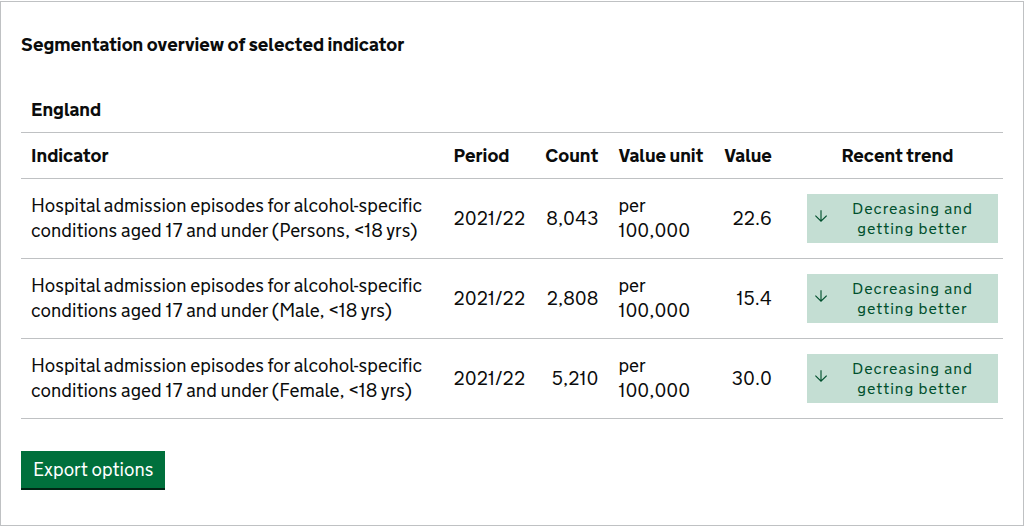 Segmentation overview of selected indicator
England
Indicator Period Count Value unit Value Recent trend
Hospital admission episodes for alcohol-specific
conditions aged 17 and under (Persons, <18 yrs) 2021/22 8,043 per 100,000 22.6 Decreasing and getting better
Hospital admission episodes for alcohol-specific
conditions aged 17 and under (Male, <18 yrs) 2021/22 2,808 per 100,000 15.4 Decreasing and getting better
Hospital admission episodes for alcohol-specific
conditions aged 17 and under (Female, <18 yrs) 2021/22 5,210 per 100,000 30.0 Decreasing and getting better
Export options